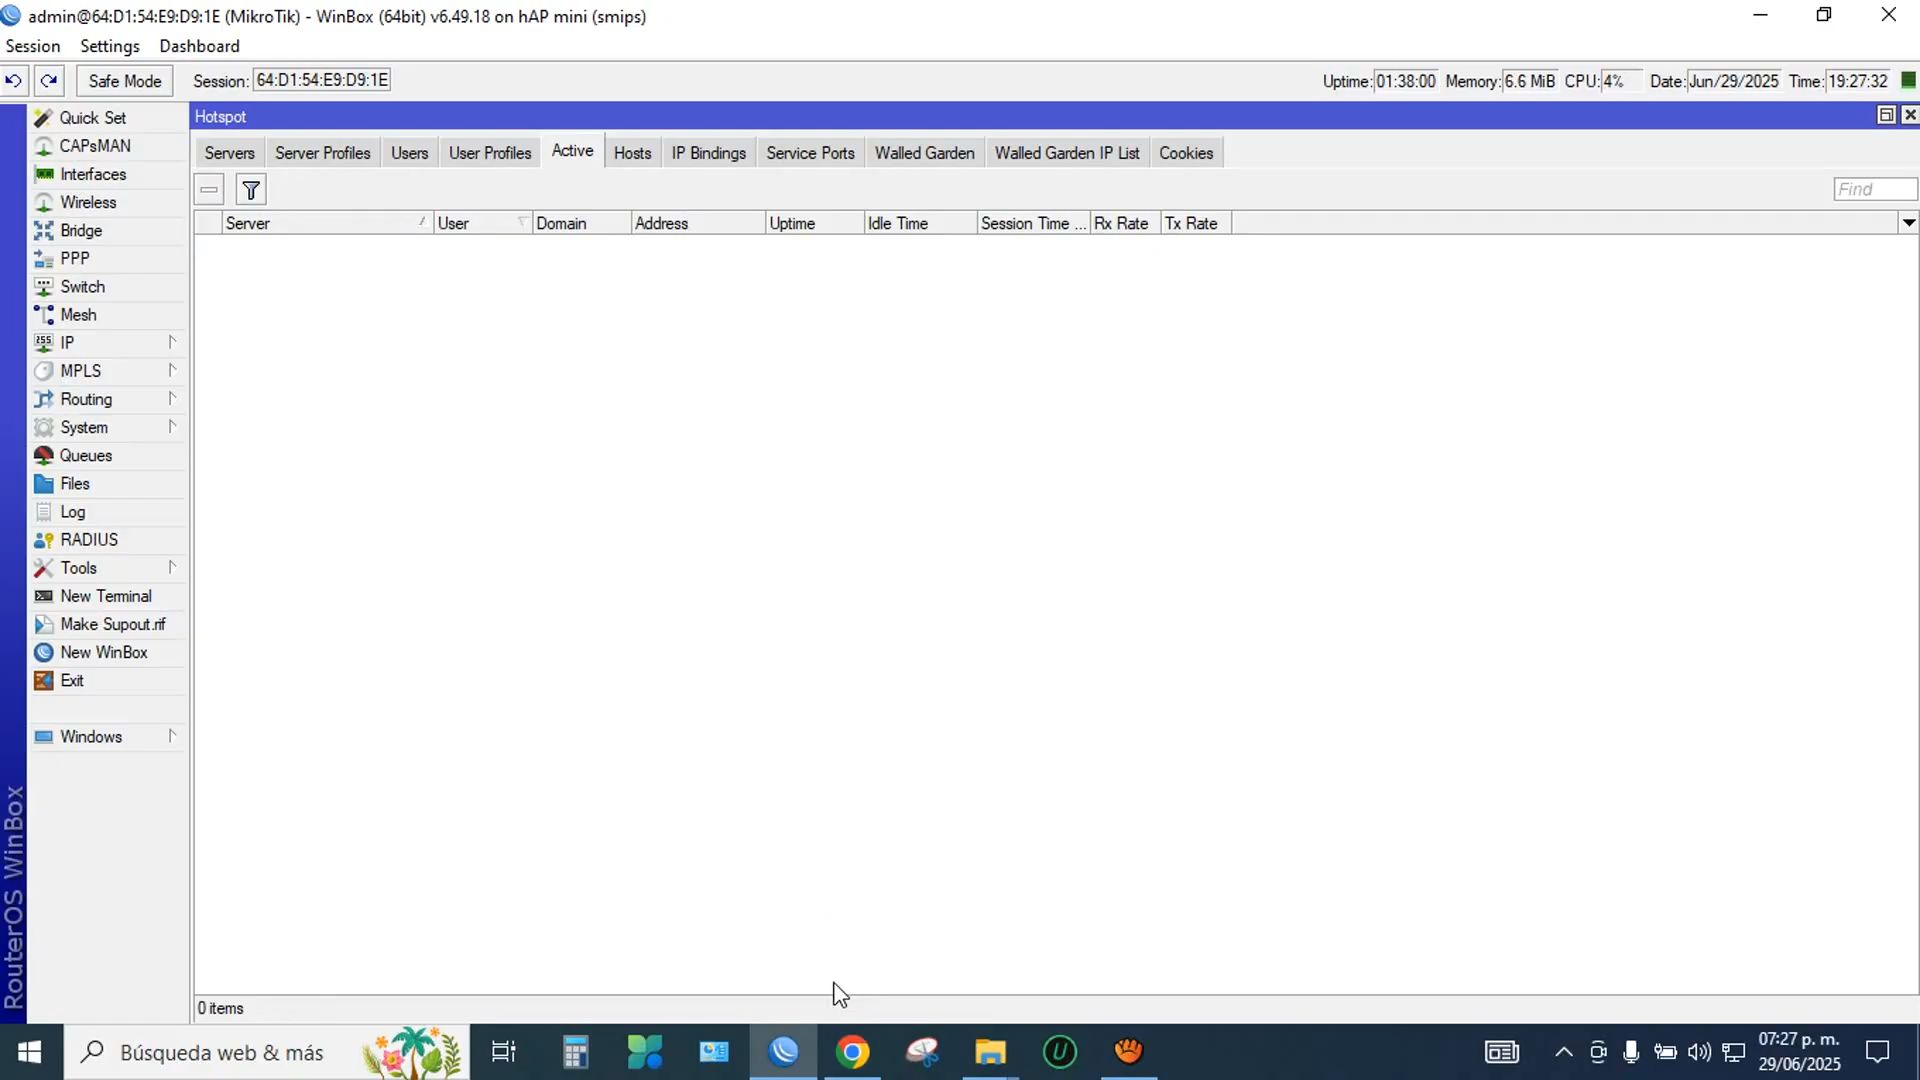 admin@64:D1:54:E9:D9:1E (MikroTik) - WinBox (64bit) v6.49.18 on hAP mini (smips)
Session Settings Dashboard
Safe Mode Session: 64:D1:54:E9:D9:1E Uptime: 01:38:00 Memory: 6.6 MiB CPU: 4% Date: Jun/29/2025 Time: 19:27:32
Quick Set
CAPsMAN
Interfaces
Wireless
Bridge
PPP
Switch
Mesh
IP
MPLS
Routing
System
Queues
Files
Log
RADIUS
Tools
New Terminal
Make Supout.rif
New WinBox
Exit
Windows
RouterOS WinBox
Hotspot
Servers Server Profiles Users User Profiles Active Hosts IP Bindings Service Ports Walled Garden Walled Garden IP List Cookies
Find
Server User Domain Address Uptime Idle Time Session Time ... Rx Rate Tx Rate
0 items
Búsqueda web & más
07:27 p. m.
29/06/2025